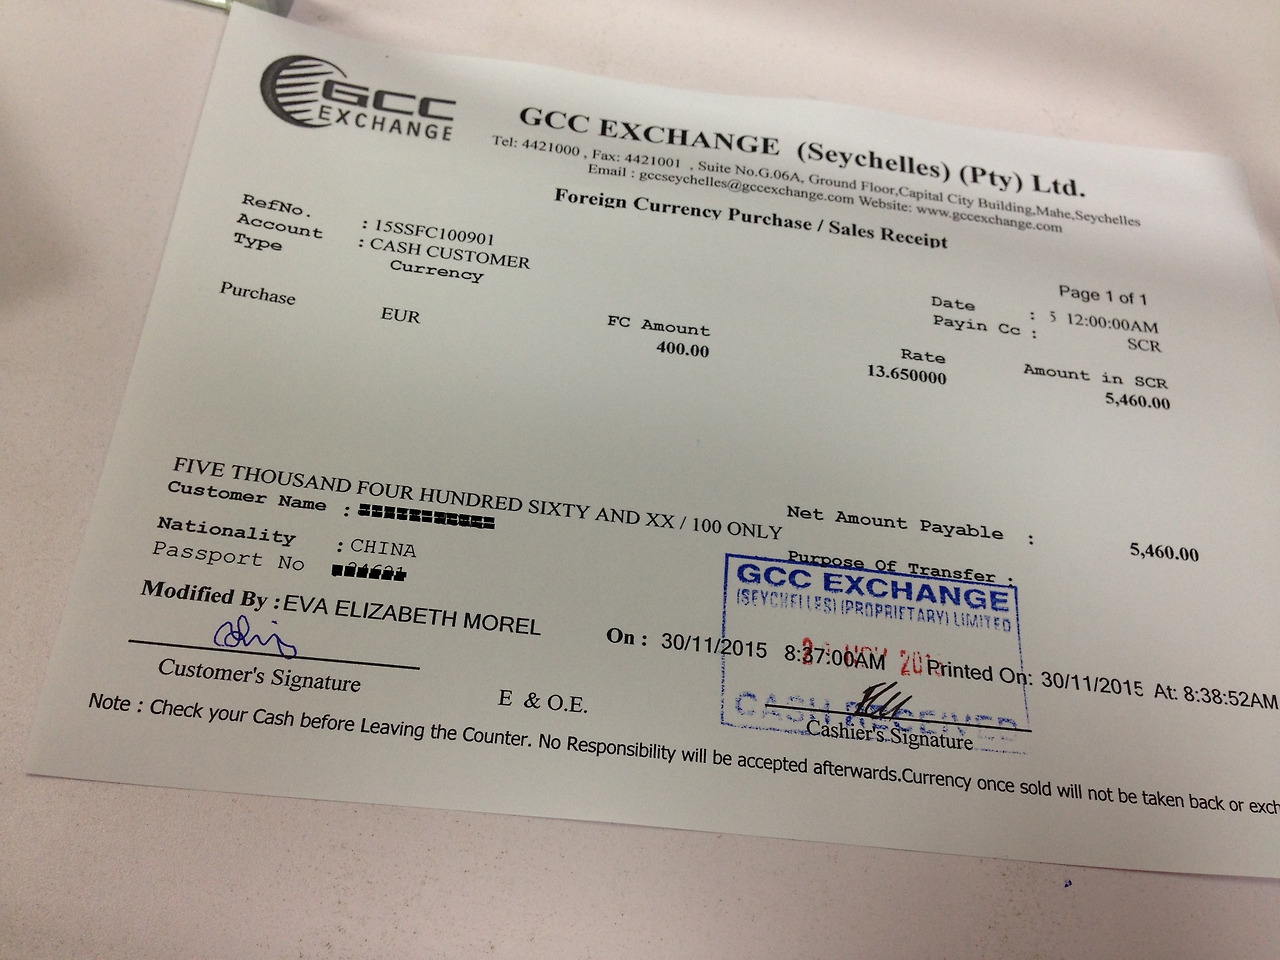 GCC
EXCHANGE
GCC EXCHANGE (Seychelles) (Pty) Ltd.
Tel: 4421000 , Fax: 4421001 , Suite No.G.06A, Ground Floor,Capital City Building,Mahe,Seychelles
Email : gccseychelles@gccexchange.com Website: www.gccexchange.com
Foreign Currency Purchase / Sales Receipt
RefNo. : 15SSFC100901
Account : CASH CUSTOMER
Page 1 of 1
Date : 5 12:00:00AM
Payin Cc : SCR
Type Currency FC Amount Rate Amount in SCR
Purchase EUR 400.00 13.650000 5,460.00
FIVE THOUSAND FOUR HUNDRED SIXTY AND XX / 100 ONLY
Net Amount Payable : 5,460.00
Customer Name :
Purpose Of Transfer :
Nationality : CHINA
Passport No
GCC EXCHANGE
(SEYCHELLES) (PROPRIETARY) LIMITED
Modified By : EVA ELIZABETH MOREL On : 30/11/2015 8:37:00AM Printed On: 30/11/2015 At: 8:38:52AM
NOV 201
CASH RECEIVED
Customer's Signature
E & O.E.
Cashier's Signature
Note : Check your Cash before Leaving the Counter. No Responsibility will be accepted afterwards.Currency once sold will not be taken back or exch